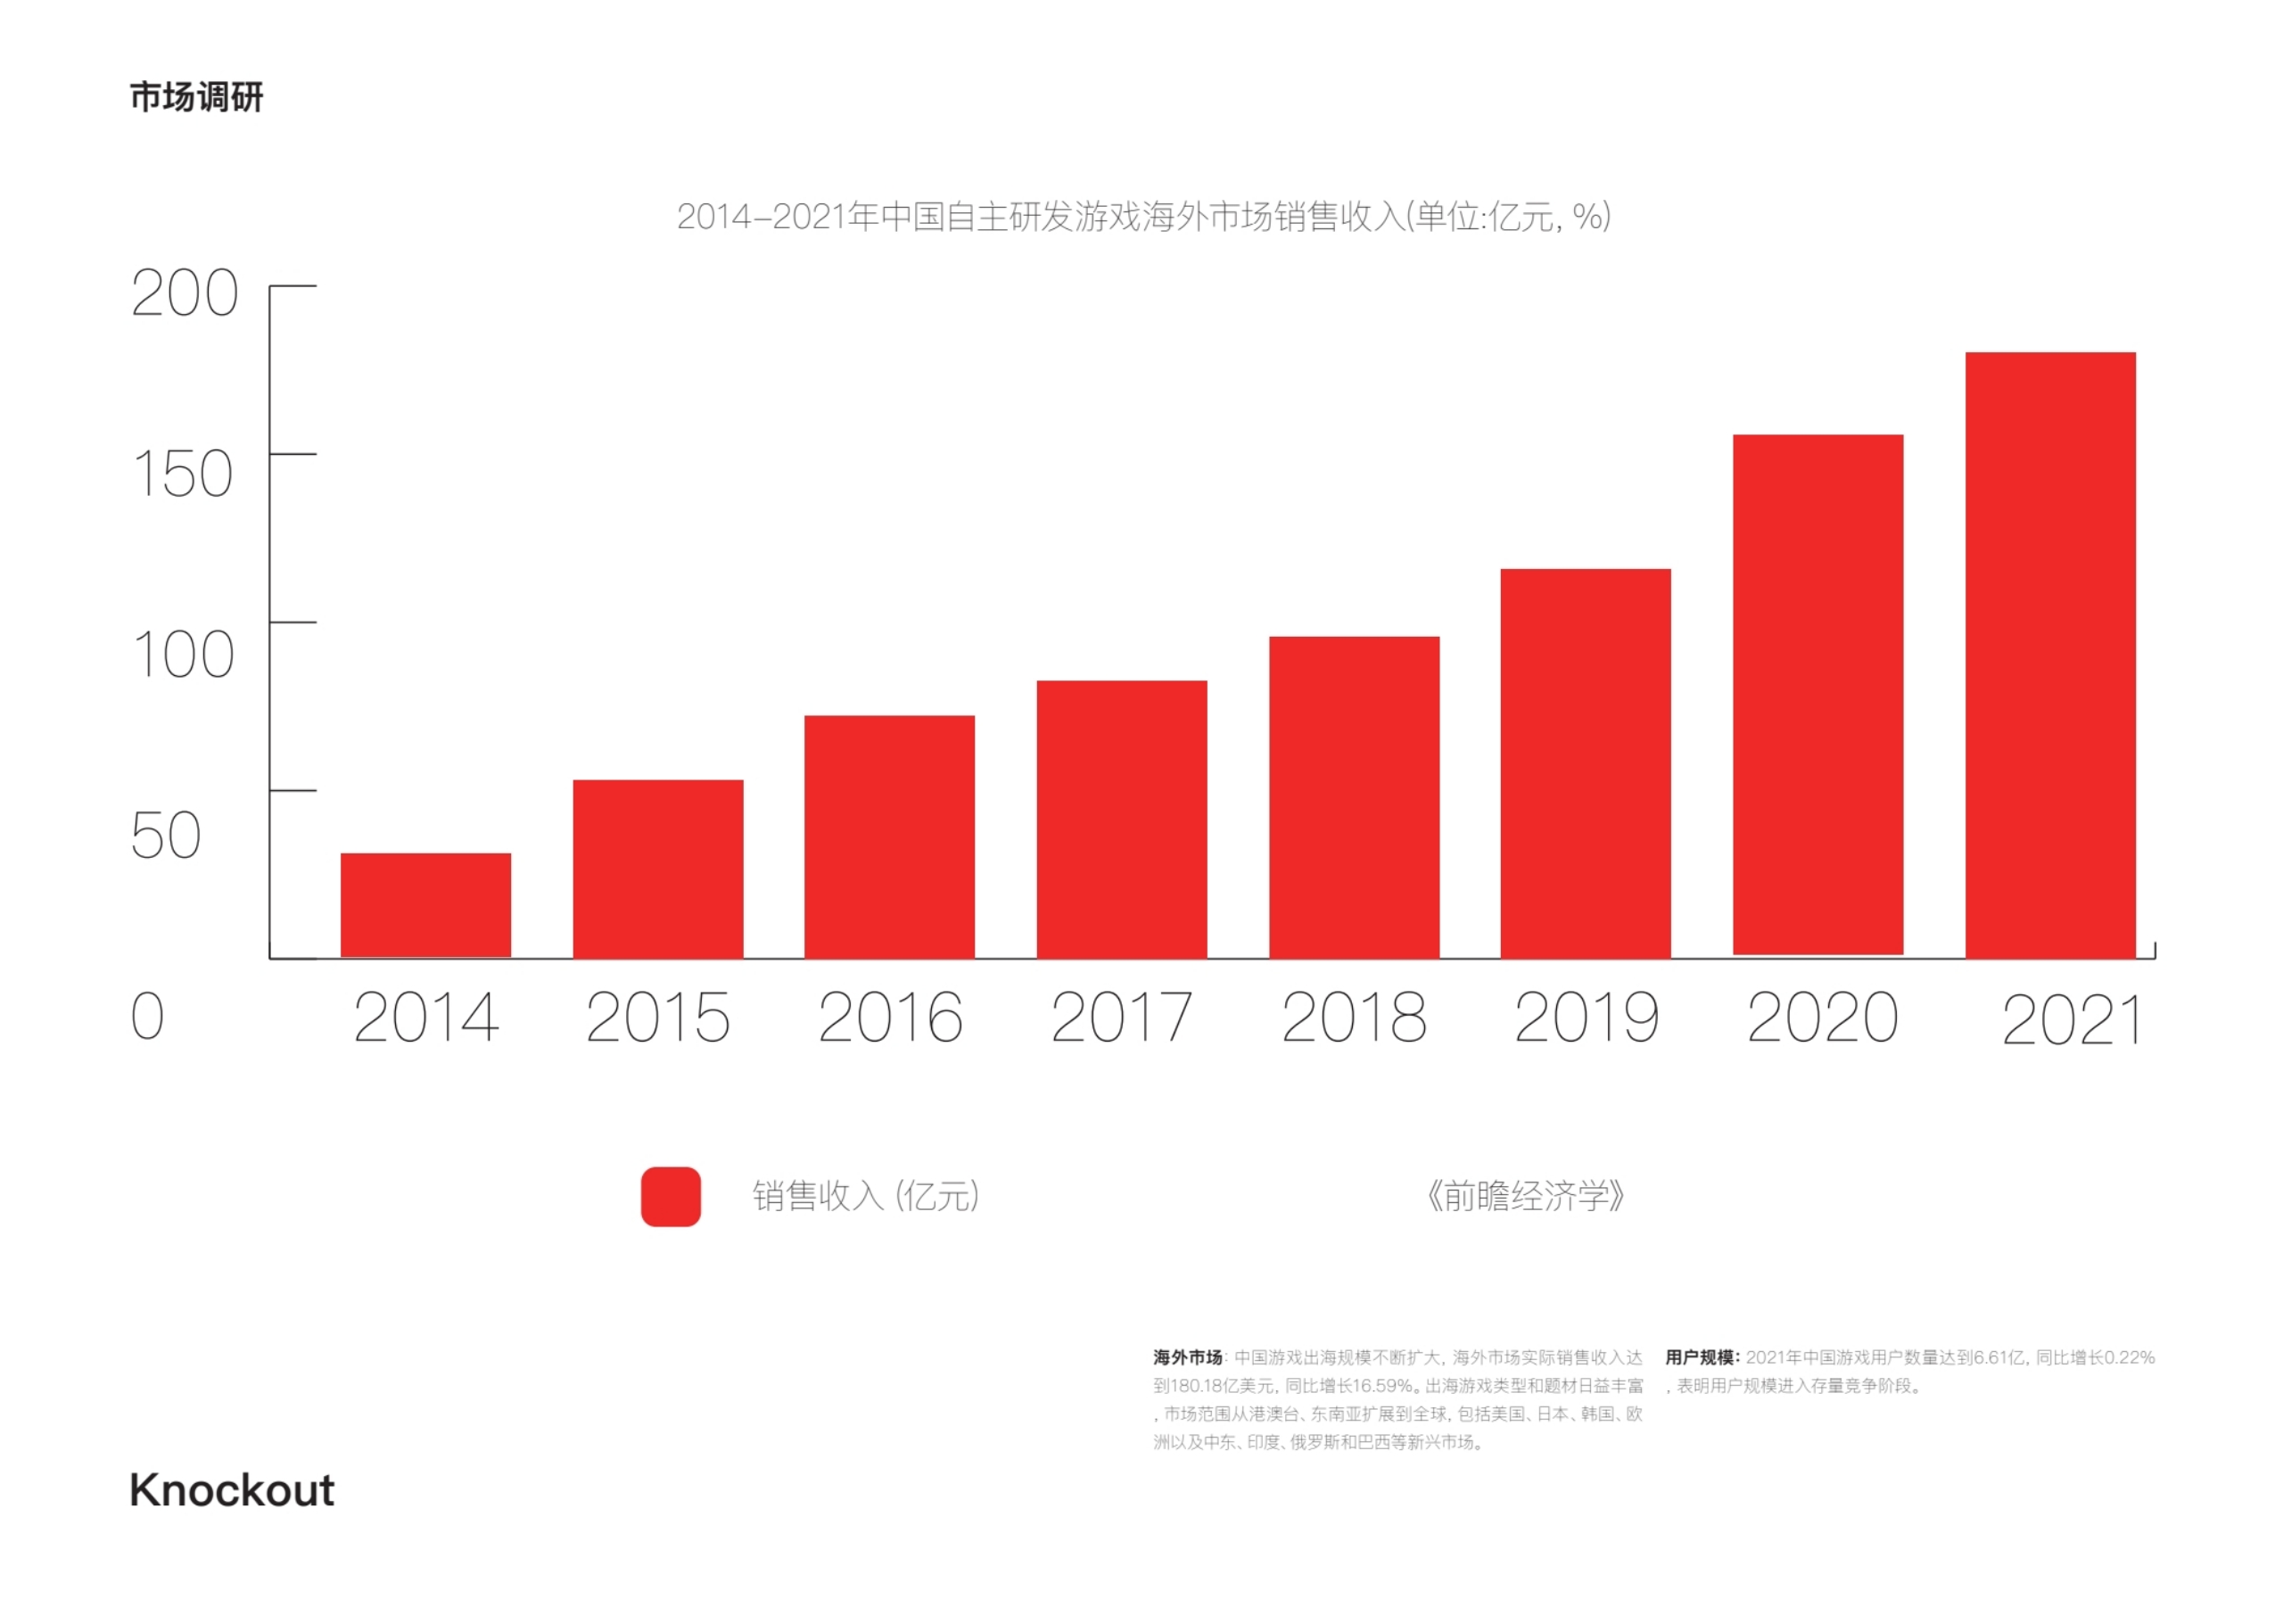 市场调研
2014–2021年中国自主研发游戏海外市场销售收入(单位:亿元, %)
200
150
100
50
0
2014
2015
2016
2017
2018
2019
2020
2021
销售收入 (亿元)
《前瞻经济学》
海外市场: 中国游戏出海规模不断扩大, 海外市场实际销售收入达
到180.18亿美元, 同比增长16.59%。出海游戏类型和题材日益丰富
, 市场范围从港澳台、东南亚扩展到全球, 包括美国、日本、韩国、欧
洲以及中东、印度、俄罗斯和巴西等新兴市场。
用户规模: 2021年中国游戏用户数量达到6.61亿, 同比增长0.22%
, 表明用户规模进入存量竞争阶段。
Knockout